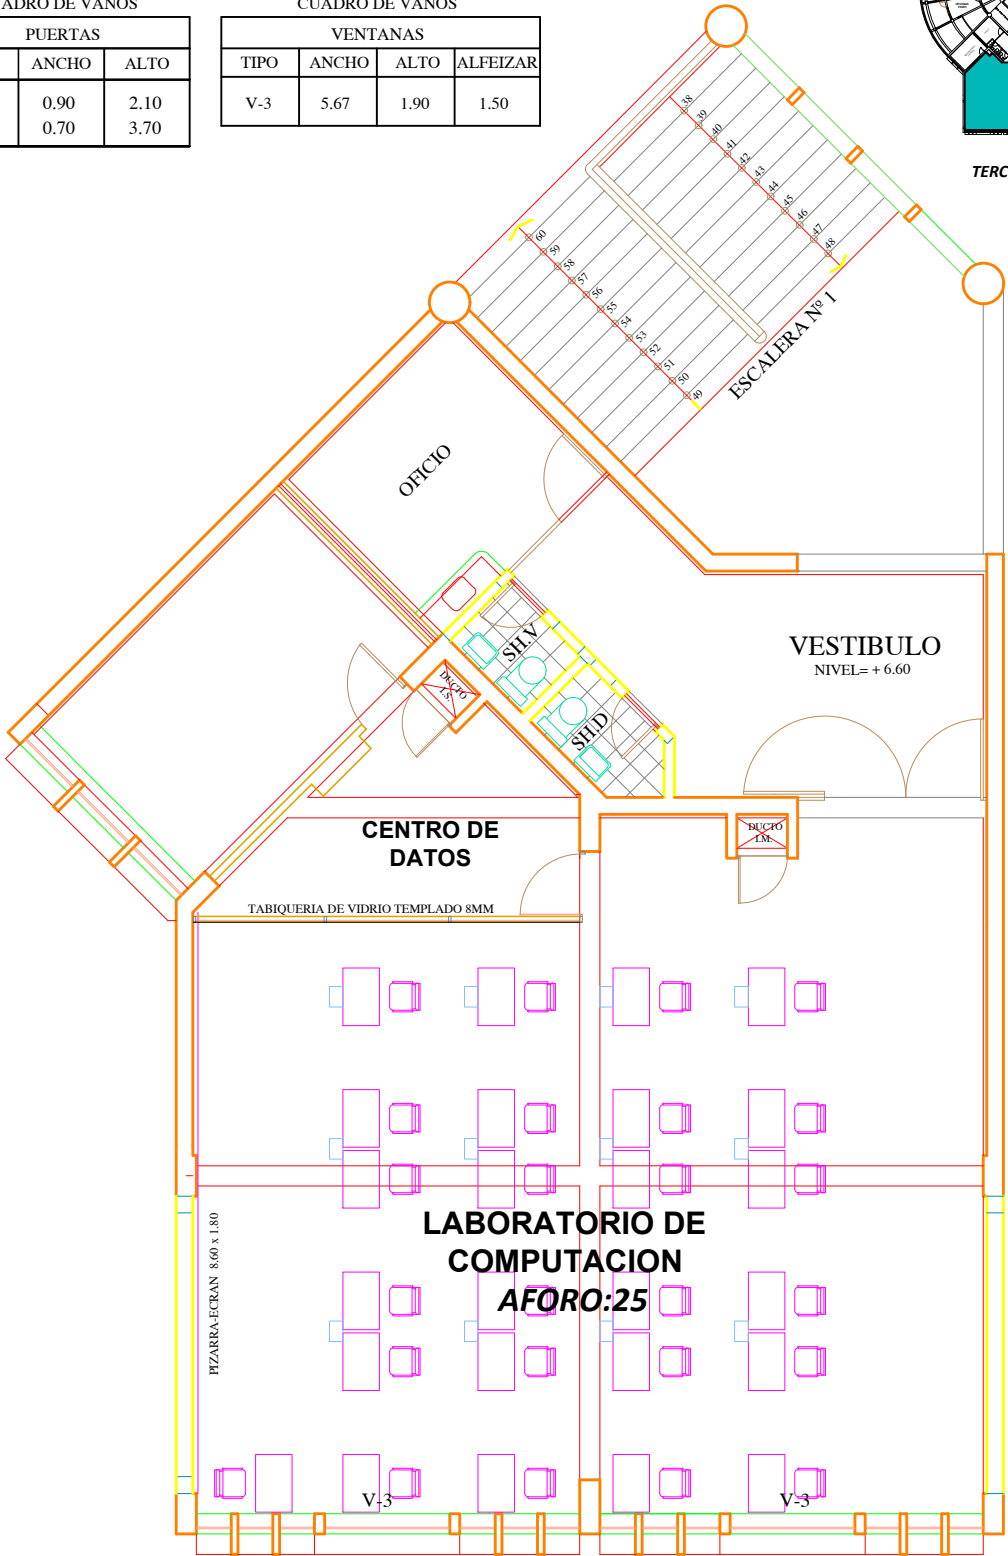 ADRO DE VANOS
PUERTAS
ANCHO ALTO
0.90 2.10
0.70 3.70
CUADRO DE VANOS
VENTANAS
TIPO ANCHO ALTO ALFEIZAR
V-3 5.67 1.90 1.50
TERC
38
39
40
41
42
43
44
45
46
47
48
60
59
58
57
56
55
54
53
52
51
50
49
ESCALERA Nº 1
OFICIO
SH.V
DUCTO
I.S.
SH.D
VESTIBULO
NIVEL= + 6.60
CENTRO DE
DATOS
DUCTO
I.M.
TABIQUERIA DE VIDRIO TEMPLADO 8MM
PIZARRA-ECRAN 8.60 x 1.80
LABORATORIO DE
COMPUTACION
AFORO:25
V-3
V-3